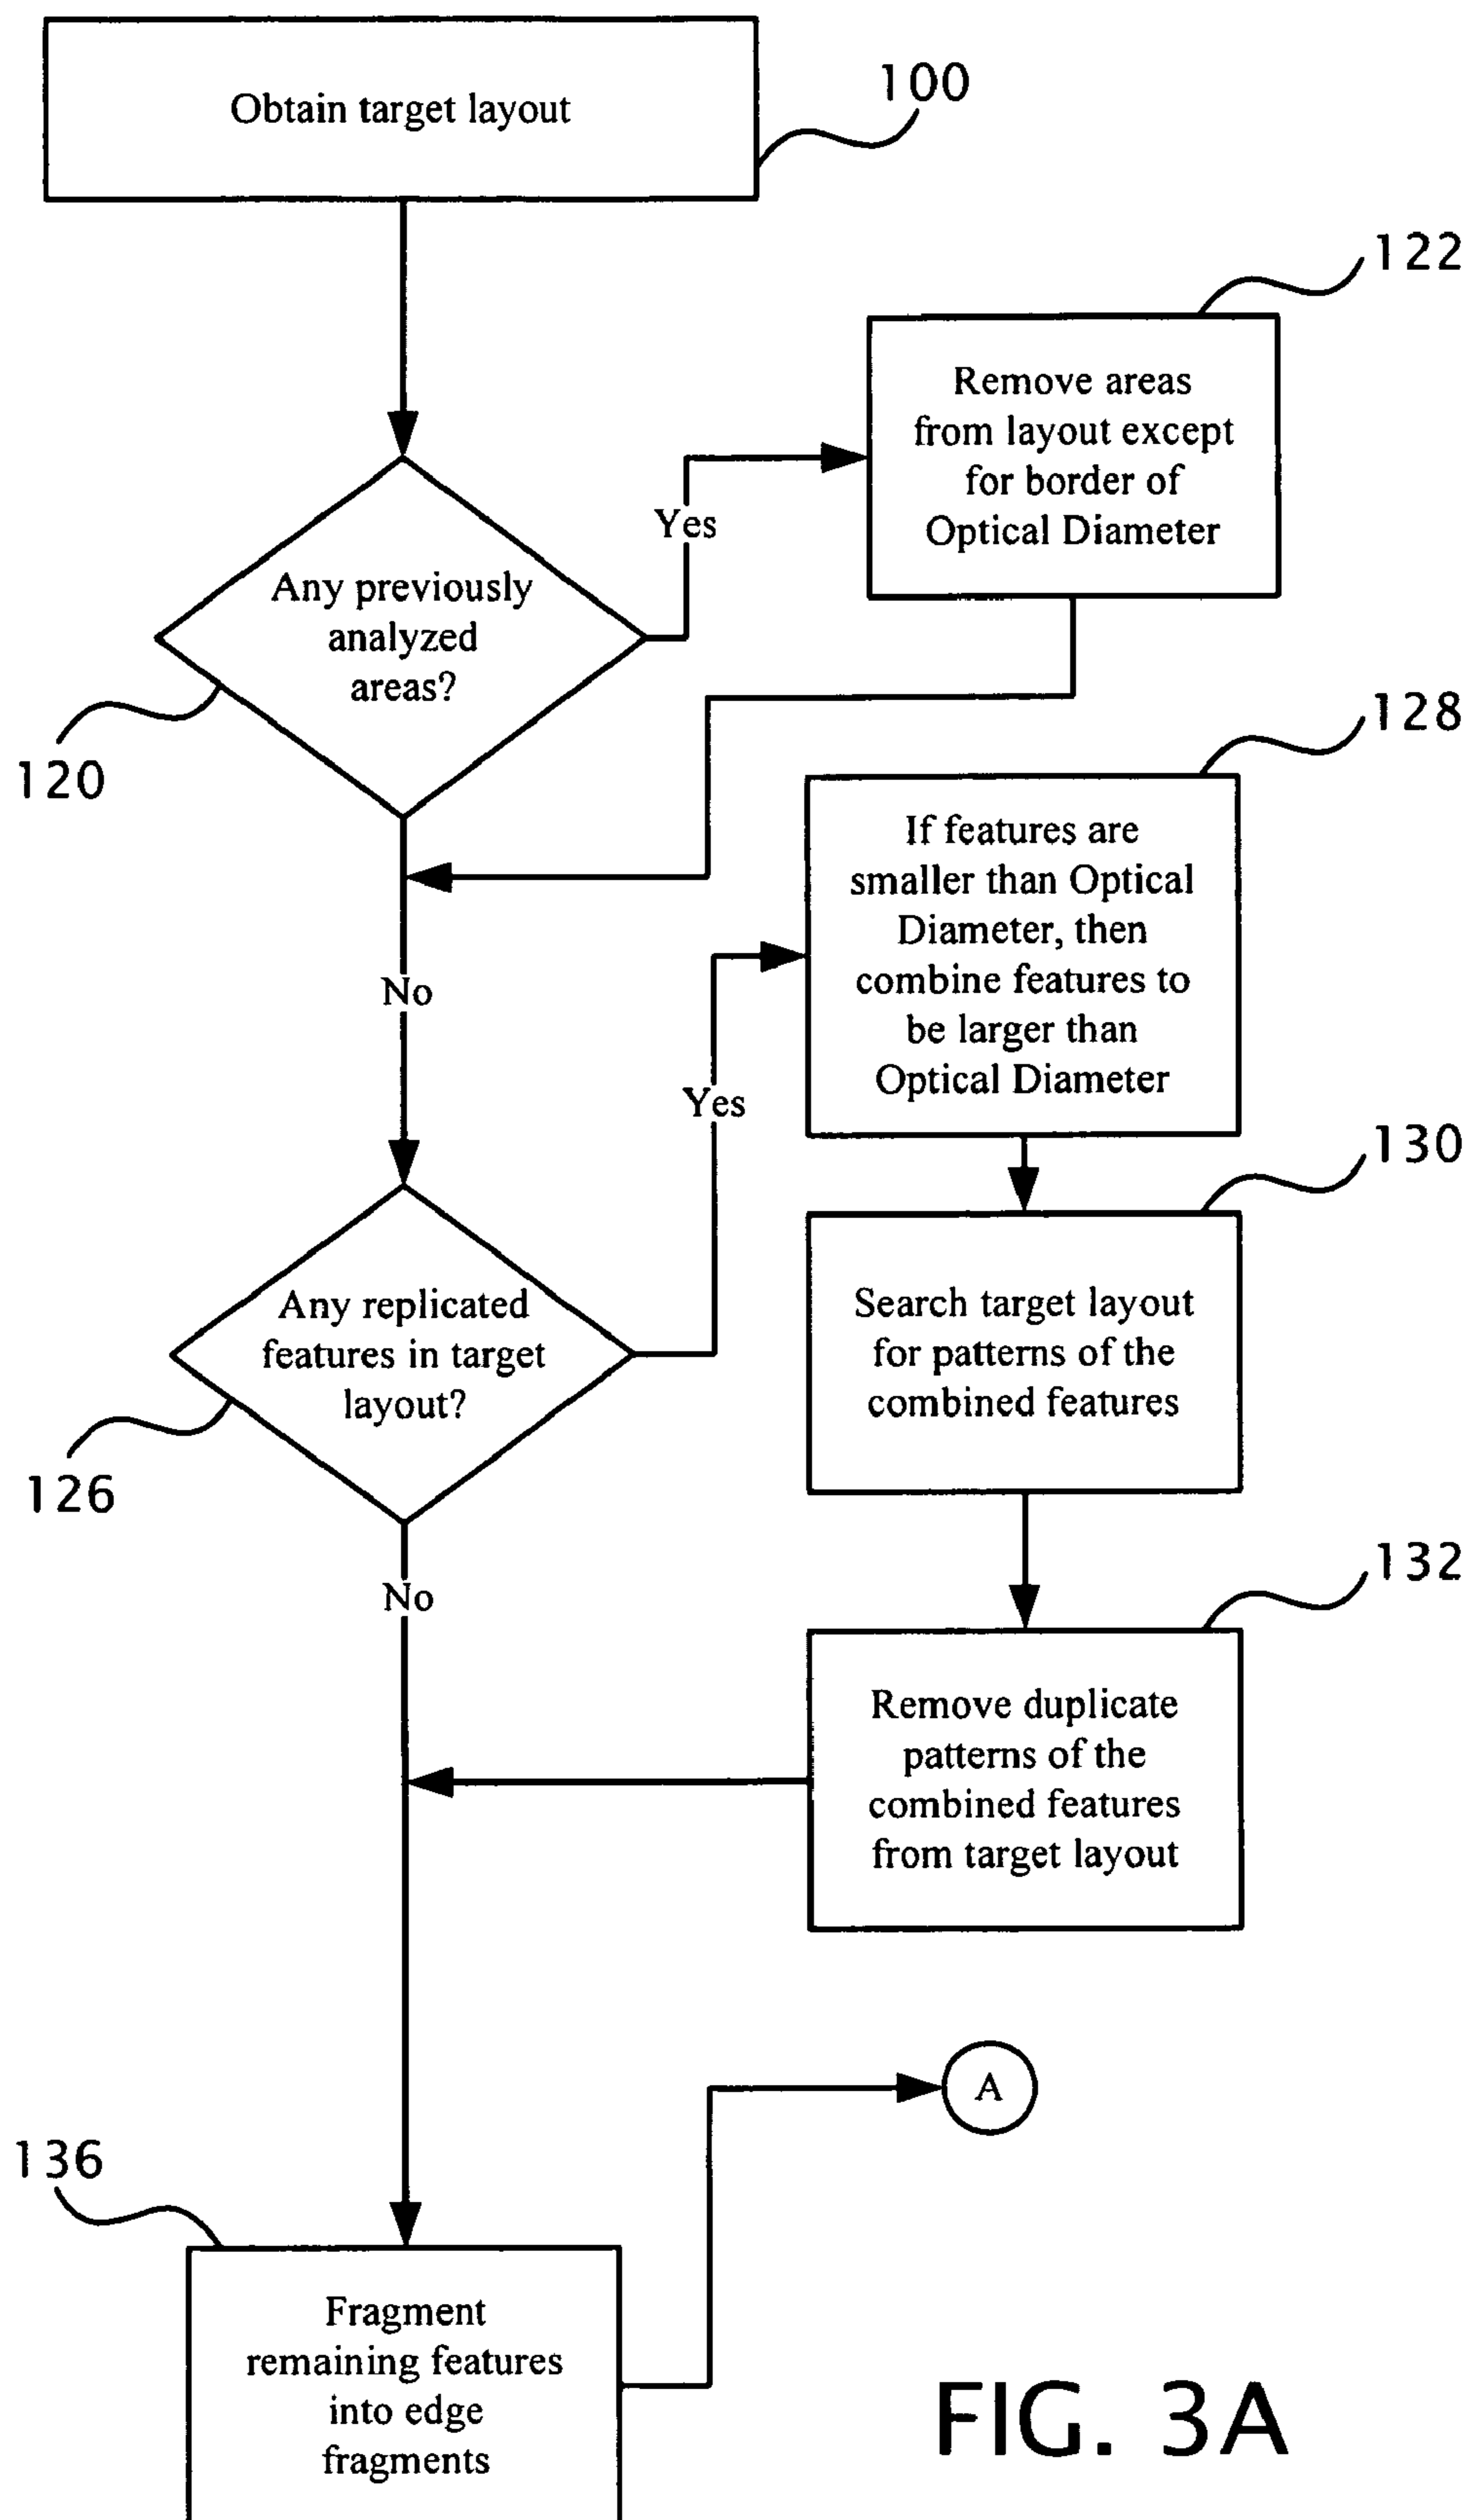 Obtain target layout
100
122
Remove areas
from layout except
for border of
Optical Diameter
Yes
Any previously
analyzed
areas?
120
128
If features are
smaller than Optical
Diameter, then
combine features to
be larger than
Optical Diameter
No
Yes
130
Search target layout
for patterns of the
combined features
Any replicated
features in target
layout?
126
132
No
Remove duplicate
patterns of the
combined features
from target layout
A
136
Fragment
remaining features
into edge
fragments
FIG. 3A